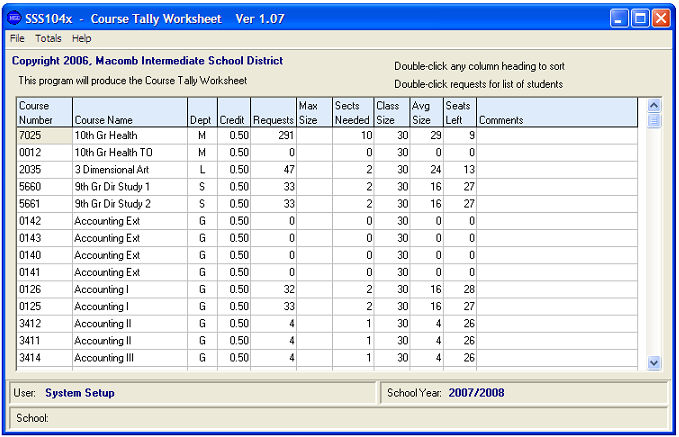 SSS104x - Course Tally Worksheet Ver 1.07
File Totals Help
Copyright 2006, Macomb Intermediate School District
Double-click any column heading to sort
This program will produce the Course Tally Worksheet
Double-click requests for list of students
Course Number Course Name Dept Credit Requests Max Size Sects Needed Class Size Avg Size Seats Left Comments
7025 10th Gr Health M 0.50 291 10 30 29 9
0012 10th Gr Health TO M 0.50 0 0 30 0 0
2035 3 Dimensional Art L 0.50 47 2 30 24 13
5660 9th Gr Dir Study 1 S 0.50 33 2 30 16 27
5661 9th Gr Dir Study 2 S 0.50 33 2 30 16 27
0142 Accounting Ext G 0.50 0 0 30 0 0
0143 Accounting Ext G 0.50 0 0 30 0 0
0140 Accounting Ext G 0.50 0 0 30 0 0
0141 Accounting Ext G 0.50 0 0 30 0 0
0126 Accounting I G 0.50 32 2 30 16 28
0125 Accounting I G 0.50 33 2 30 16 27
3412 Accounting II G 0.50 4 1 30 4 26
3411 Accounting II G 0.50 4 1 30 4 26
3414 Accounting III G 0.50 4 1 30 4 26
User: System Setup School Year: 2007/2008
School: